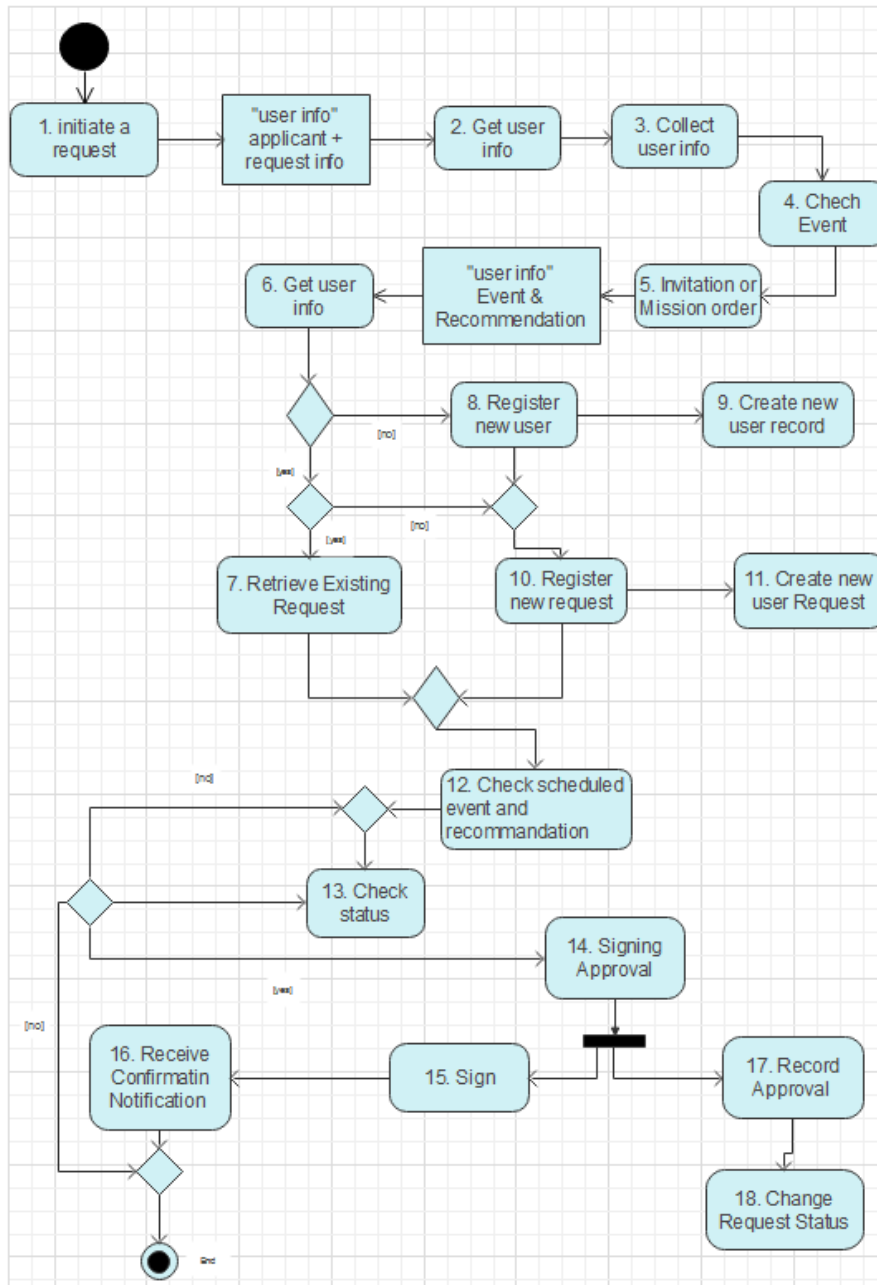 1. initiate a
request
"user info"
applicant +
request info
2. Get user
info
3. Collect
user info
4. Chech
Event
5. Invitation or
Mission order
"user info"
Event &
Recommendation
6. Get user
info
8. Register
new user
9. Create new
user record
[no]
[yes]
[no]
[yes]
7. Retrieve Existing
Request
10. Register
new request
11. Create new
user Request
12. Check scheduled
event and
recommandation
[no]
13. Check
status
14. Signing
Approval
[yes]
[no]
16. Receive
Confirmatin
Notification
15. Sign
17. Record
Approval
18. Change
Request Status
End